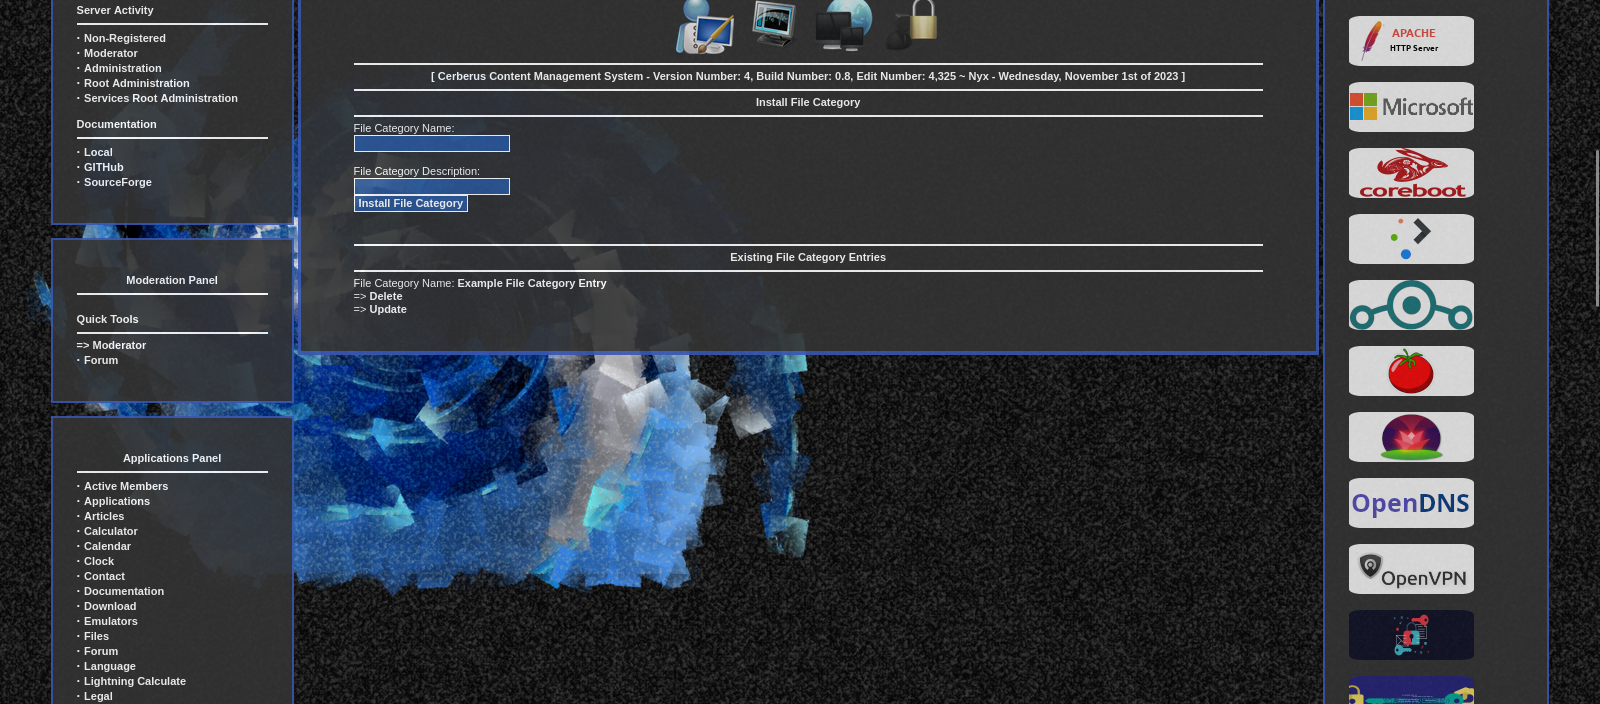 Server Activity
· Non-Registered
· Moderator
· Administration
· Root Administration
· Services Root Administration
Documentation
· Local
· GITHub
· SourceForge
Moderation Panel
Quick Tools
=> Moderator
· Forum
Applications Panel
· Active Members
· Applications
· Articles
· Calculator
· Calendar
· Clock
· Contact
· Documentation
· Download
· Emulators
· Files
· Forum
· Language
· Lightning Calculate
· Legal
[ Cerberus Content Management System - Version Number: 4, Build Number: 0.8, Edit Number: 4,325 ~ Nyx - Wednesday, November 1st of 2023 ]
Install File Category
File Category Name:
File Category Description:
Install File Category
Existing File Category Entries
File Category Name: Example File Category Entry
=> Delete
=> Update
APACHE
HTTP Server
Microsoft
coreboot
OpenDNS
OpenVPN